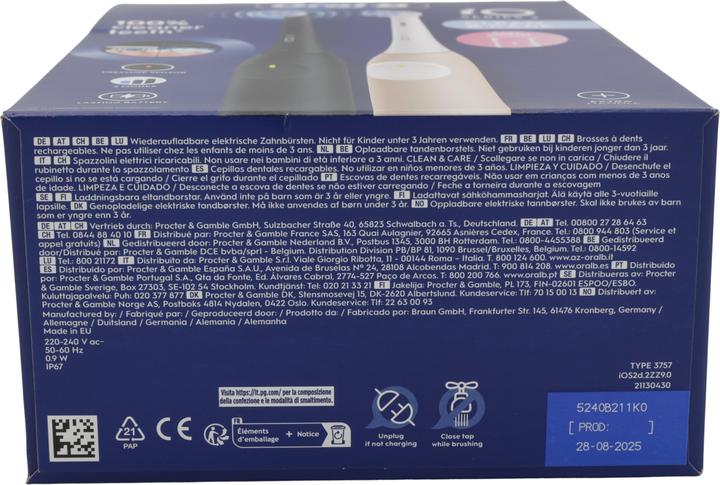 100%
cleaner
teeth
iO
SERIES
PRESSURE SENSOR
LASTING BATTERY
DE AT CH BE LU Wiederaufladbare elektrische Zahnbürsten. Nicht für Kinder unter 3 Jahren verwenden. FR BE LU CH Brosses à dents
rechargeables. Ne pas utiliser chez les enfants de moins de 3 ans. NL BE Oplaadbare tandenborstels. Niet gebruiken bij kinderen jonger dan 3 jaar.
IT CH Spazzolini elettrici ricaricabili. Non usare nei bambini di età inferiore a 3 anni. CLEAN & CARE / Scollegare se non in carica / Chiudere il
rubinetto durante lo spazzolamento ES Cepillos dentales recargables. No utilizar en niños menores de 3 años. LIMPIEZA Y CUIDADO / Desenchufar el
cepillo si no se está cargando / Cierre el grifo durante el cepillado PT Escovas de dentes recarregáveis. Não usar em crianças com menos de 3 anos
de idade. LIMPEZA E CUIDADO / Desconecte a escova de dentes se não estiver carregando / Feche a torneira durante a escovagem
SE FI Laddningsbara eltandborstar. Använd inte på barn som är 3 år eller yngre. FI Ladattavat sähköhammasharjat. Älä käytä alle 3-vuotiaille
lapsille. DK Genopladelige elektriske tandbørster. Må ikke anvendes af børn under 3 år. NO Oppladbare elektriske tannbørster. Skal ikke brukes av barn
som er yngre enn 3 år.
DE AT CH Vertrieb durch: Procter & Gamble GmbH, Sulzbacher Straße 40, 65823 Schwalbach a. Ts., Deutschland. DE AT Tel. 00800 27 28 64 63
CH Tel. 0844 88 40 10 FR Distribué par: Procter & Gamble France SAS, 163 Quai Aulagnier, 92665 Asnières Cedex, France. Tel: 0800 944 803 (Service et
appel gratuits) NL Gedistribueerd door: Procter & Gamble Nederland B.V., Postbus 1345, 3000 BH Rotterdam. Tel.: 0800-4455388 BE Gedistribueerd
door/Distribué par: Procter & Gamble DCE bvba/sprl - Belgium. Distribution Division PB/BP 81, 1090 Brussel/Bruxelles, Belgium. Tel.: 0800-14592
LU Tel.: 800 21172 IT Distribuito da: Procter & Gamble S.r.l. Viale Giorgio Ribotta, 11 - 00144 Roma – Italia. T. 800 124 600. www.az-oralb.it
ES Distribuido por: Procter & Gamble España S.A.U., Avenida de Bruselas Nº 24, 28108 Alcobendas Madrid. T: 900 814 208. www.oralb.es PT Distribuído
por: Procter & Gamble Portugal S.A., Qta da Fonte, Ed. Álvares Cabral, 2774-527 Paço de Arcos. T: 800 200 766. www.oralb.pt SE Distribueras av: Procter
& Gamble Sverige, Box 27303, SE-102 54 Stockholm. Kundtjänst: Tel: 020 21 33 21 FI Jakelija: Procter & Gamble, PL 173, FIN-02601 ESPOO/ESBO.
Kuluttajapalvelu: Puh: 020 377 877 DK Procter & Gamble DK, Stensmosevej 15, DK-2620 Albertslund. Kundeservice: Tlf: 70 15 00 13 NO Distribuert av:
Procter & Gamble Norge AS, Postboks 4814 Nydalen, 0422 Oslo. Kundeservice: Tlf: 22 63 00 93
Manufactured by: / Fabriqué par / Geproduceerd door: / Prodotto da / Fabricado por: Braun GmbH, Frankfurter Str. 145, 61476 Kronberg, Germany /
Allemagne / Duitsland / Germania / Alemania / Alemanha
Made in EU
220-240 V ac~
50-60 Hz
0.9 W
IP67
TYPE 3757
iOS2d.2ZZ9.0
21130430
Visita https://it.pg.com/ per la composizione
della confezione e le modalità di smaltimento.
21
PAP
FR
Éléments
d'emballage + Notice
Unplug
if not charging
Close tap
while brushing
5240B211K0
[ PROD: ]
28-08-2025